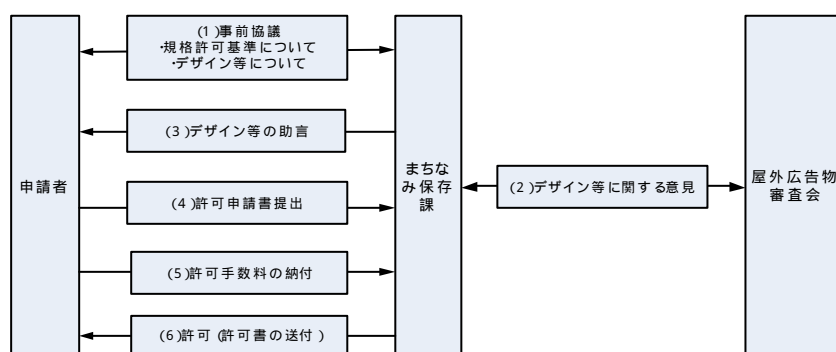 (1)事前協議
・規格許可基準について
・デザイン等について
(3)デザイン等の助言
申請者
(4)許可申請書提出
(5)許可手数料の納付
(6)許可(許可書の送付)
まちな
み保存
課
(2)デザイン等に関する意見
屋外広告物
審査会